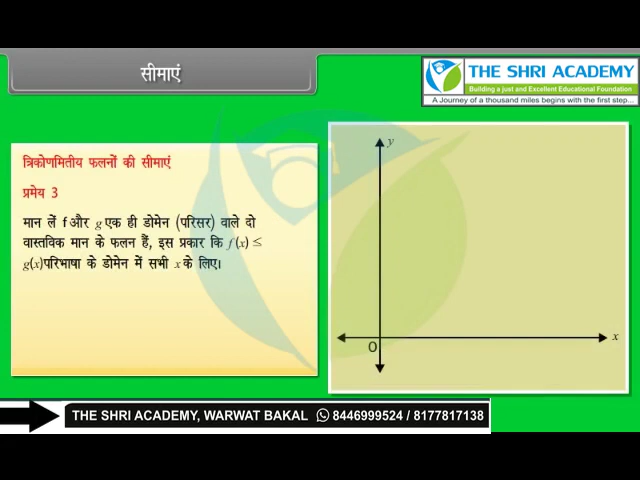 सीमाएं
THE SHRI ACADEMY
Building a just and Excellent Educational Foundation
A Journey of a thousand miles begins with the first step...
त्रिकोणमितीय फलनों की सीमाएं
प्रमेय 3
मान लें f और g एक ही डोमेन (परिसर) वाले दो
वास्तविक मान के फलन हैं, इस प्रकार कि f (x) ≤
g(x) परिभाषा के डोमेन में सभी x के लिए।
y
x
O
THE SHRI ACADEMY, WARWAT BAKAL 8446999524 / 8177817138